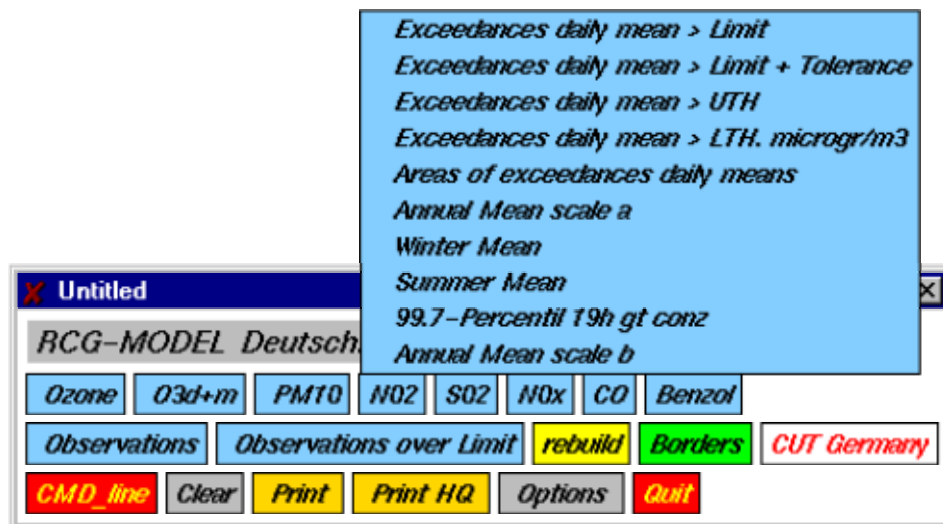 Exceedances daily mean > Limit
Exceedances daily mean > Limit + Tolerance
Exceedances daily mean > UTH
Exceedances daily mean > LTH. microgr/m3
Areas of exceedances daily means
Annual Mean scale a
Winter Mean
Summer Mean
99.7-Percentil 19h gt conz
Annual Mean scale b
Untitled
RCG-MODEL Deutsch
Ozone O3d+m PM10 NO2 SO2 NOx CO Benzol
Observations Observations over Limit rebuild Borders CUT Germany
CMD_line Clear Print Print HQ Options Quit